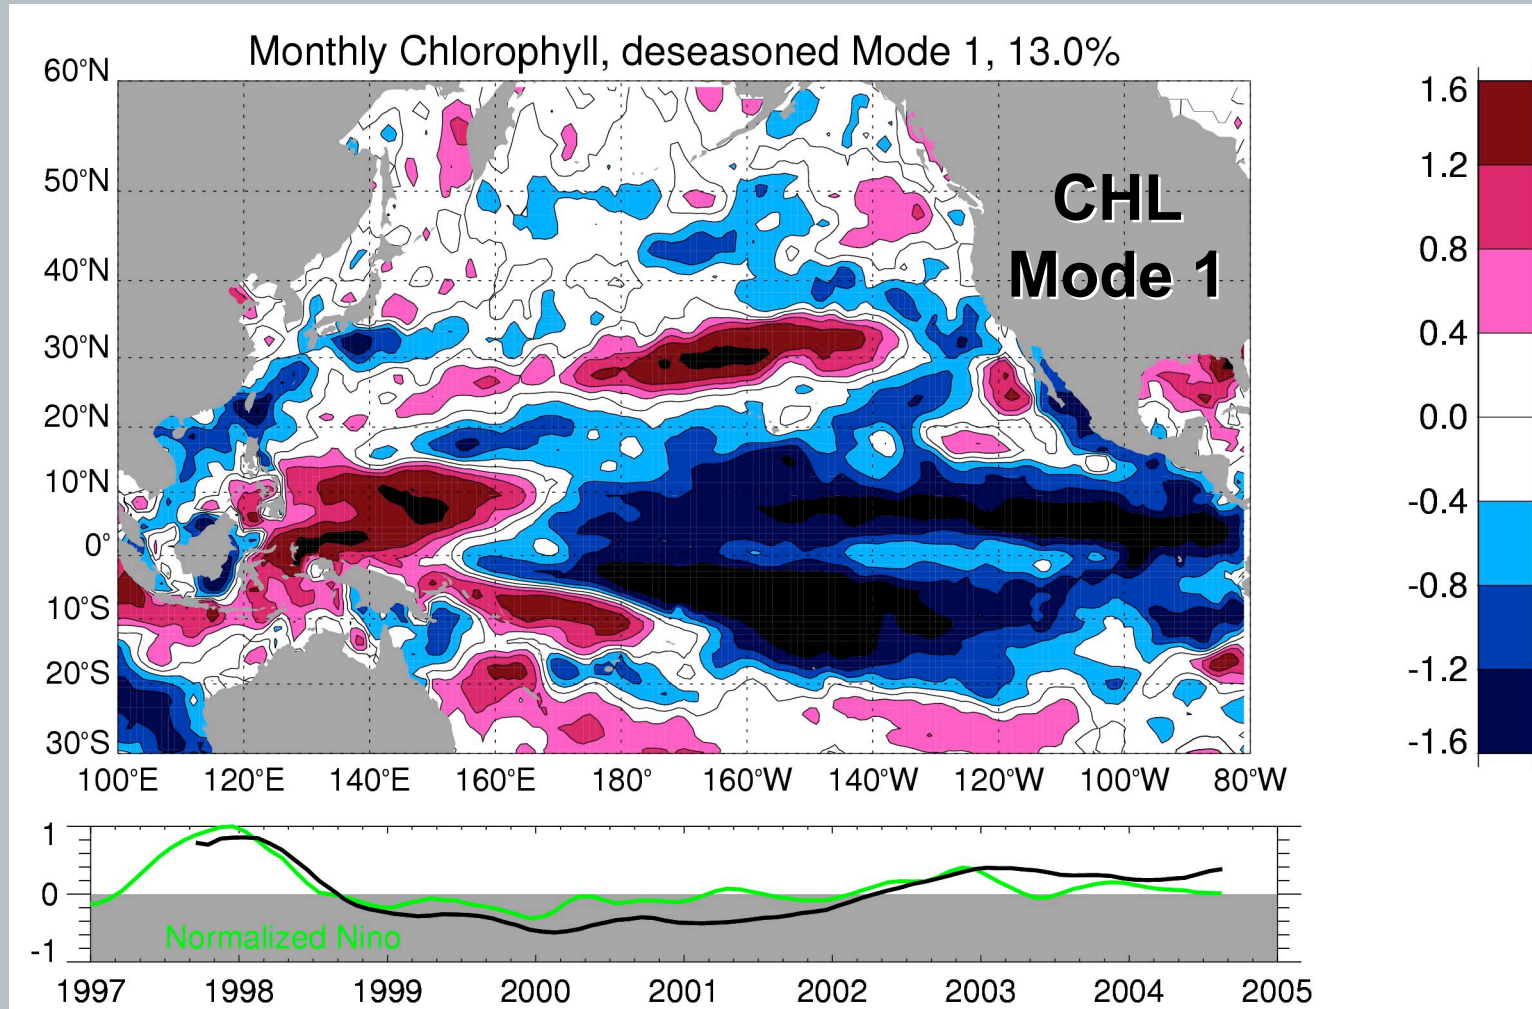 Monthly Chlorophyll, deseasoned Mode 1, 13.0%
60°N
50°N
40°N
30°N
20°N
10°N
0°
10°S
20°S
30°S
CHL
Mode 1
100°E 120°E 140°E 160°E 180° 160°W 140°W 120°W 100°W 80°W
1.6
1.2
0.8
0.4
0.0
-0.4
-0.8
-1.2
-1.6
1
0
-1
Normalized Nino
1997 1998 1999 2000 2001 2002 2003 2004 2005